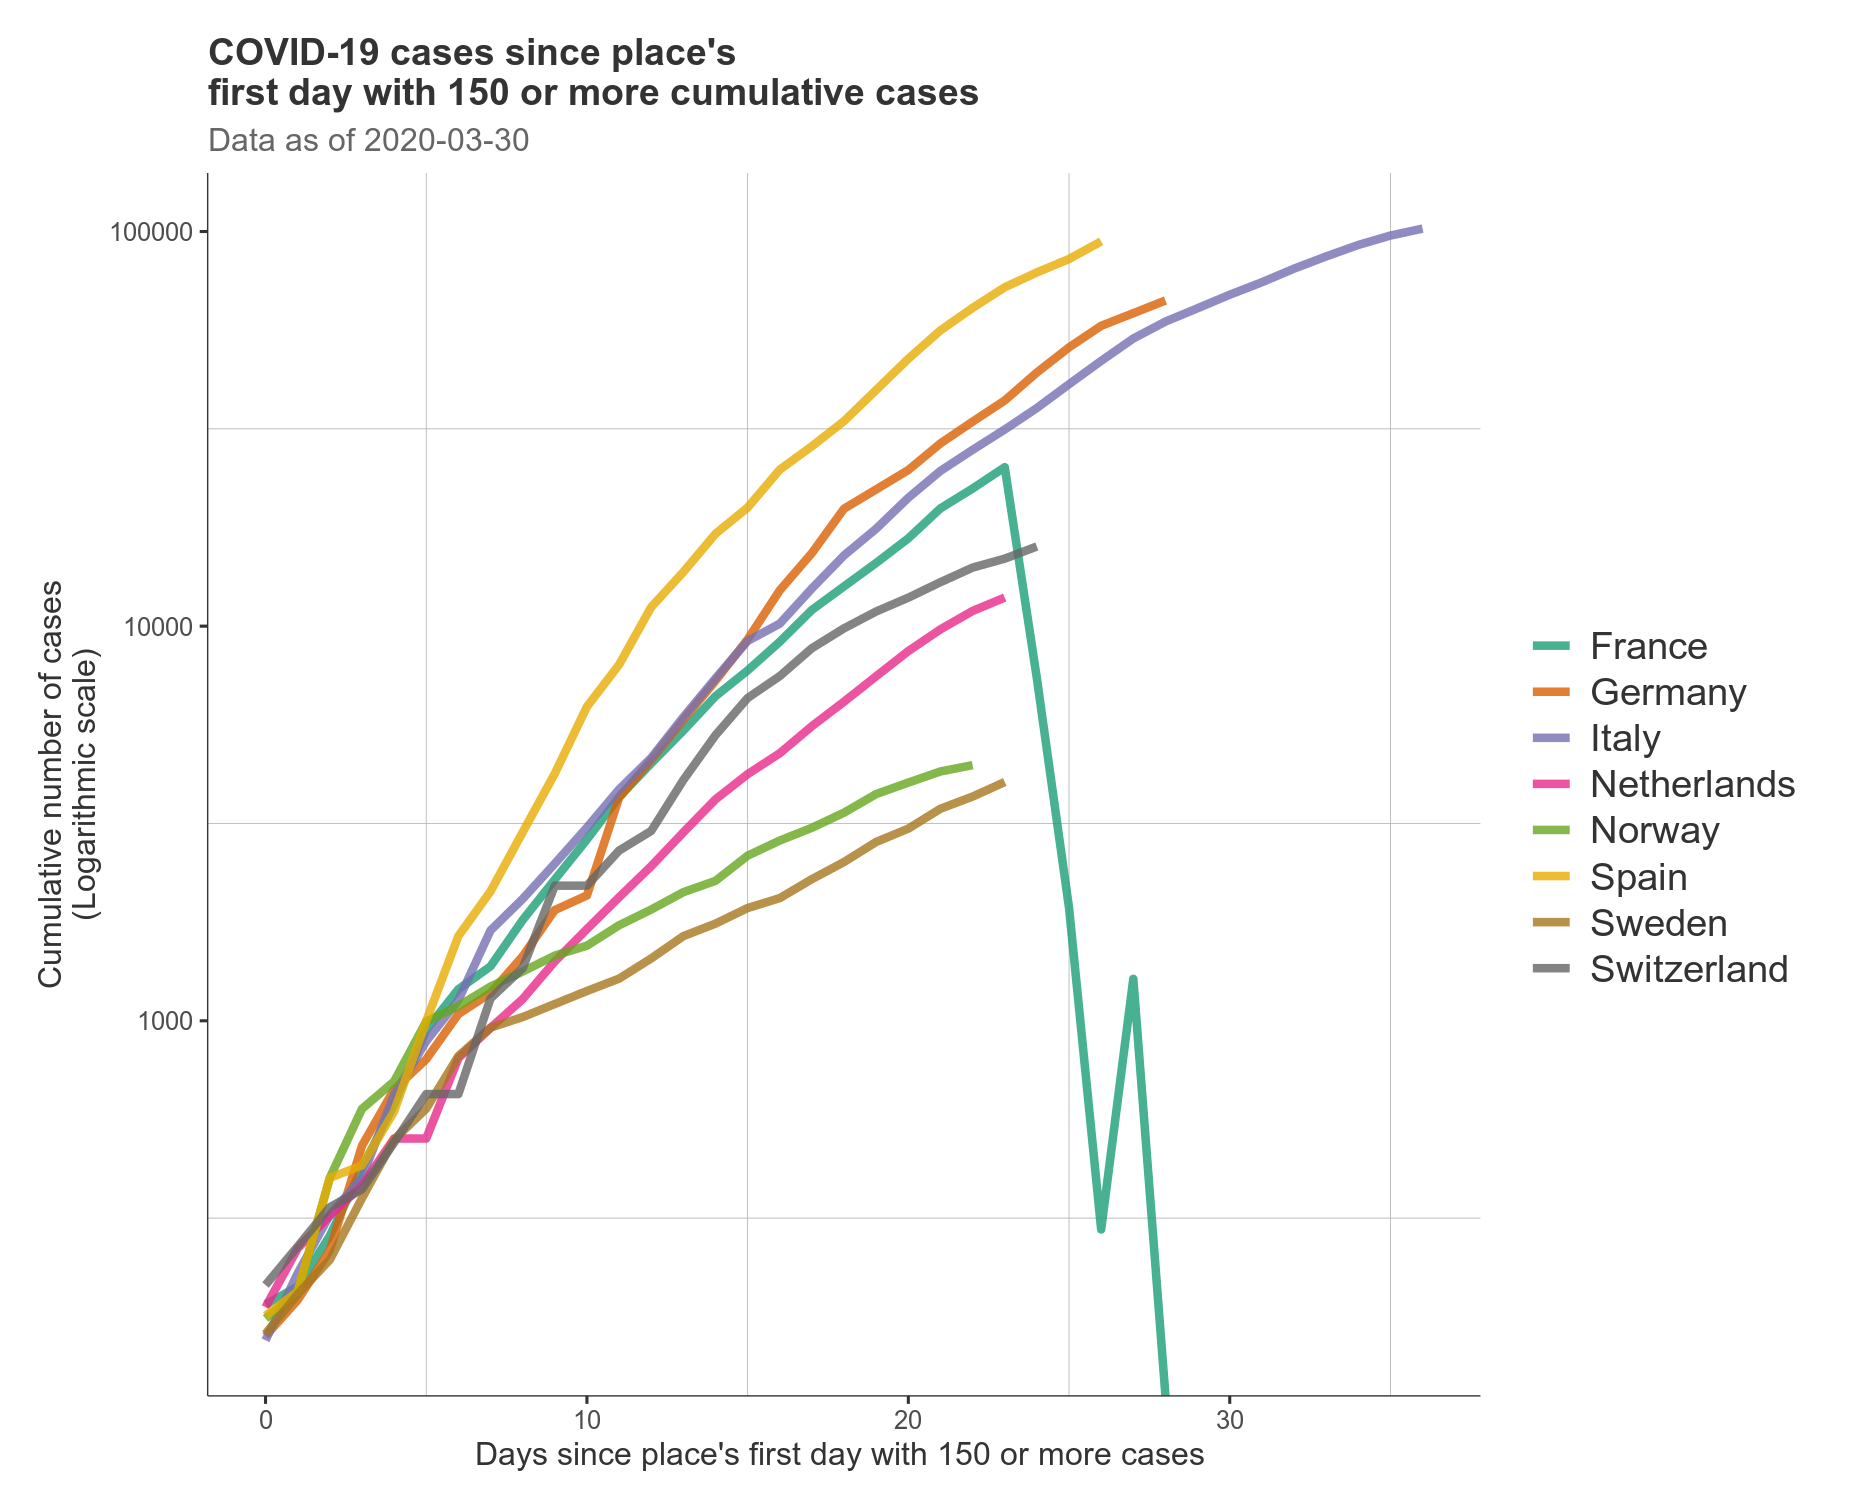 COVID-19 cases since place's
first day with 150 or more cumulative cases
Data as of 2020-03-30
Cumulative number of cases
(Logarithmic scale)
100000
10000
1000
0
10
20
30
Days since place's first day with 150 or more cases
France
Germany
Italy
Netherlands
Norway
Spain
Sweden
Switzerland